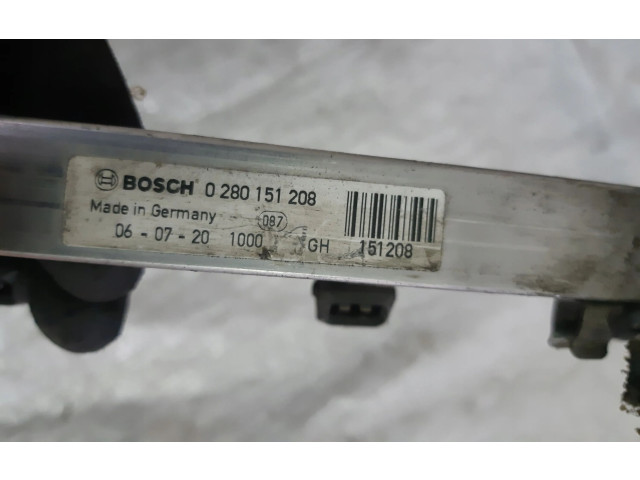 BOSCH 0 280 151 208
Made in Germany 087
06 - 07 - 20 1000 GH 151208